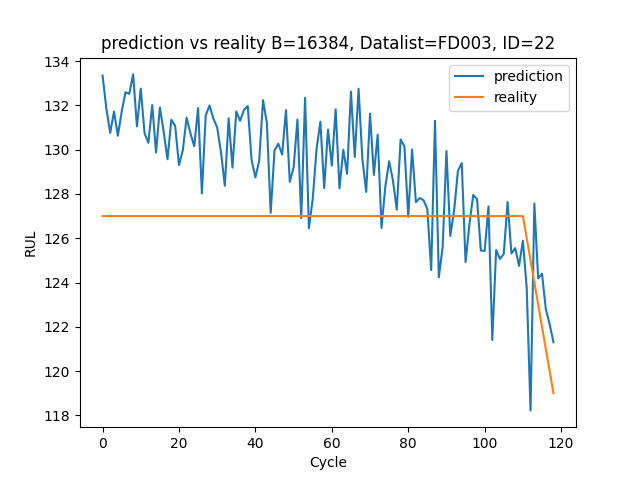 prediction vs reality B=16384, Datalist=FD003, ID=22
prediction
reality
134
132
130
128
126
124
122
120
118
RUL
0 20 40 60 80 100 120
Cycle